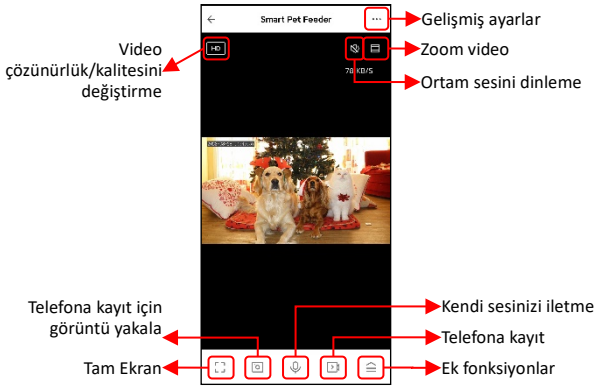 Smart Pet Feeder
Gelişmiş ayarlar
Video
çözünürlük/kalitesini
değiştirme
HD
Zoom video
78 KB/S
Ortam sesini dinleme
Telefona kayıt için
görüntü yakala
Kendi sesinizi iletme
Telefona kayıt
Tam Ekran
Ek fonksiyonlar